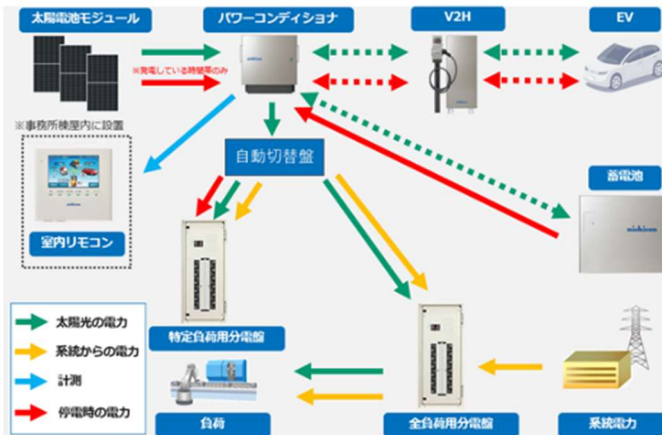 太陽電池モジュール
パワーコンディショナ
V2H
EV
※発電している時間帯のみ
※事務所棟屋内に設置
室内リモコン
自動切替盤
蓄電池
nichicon
太陽光の電力
系統からの電力
計測
停電時の電力
特定負荷用分電盤
負荷
全負荷用分電盤
系統電力